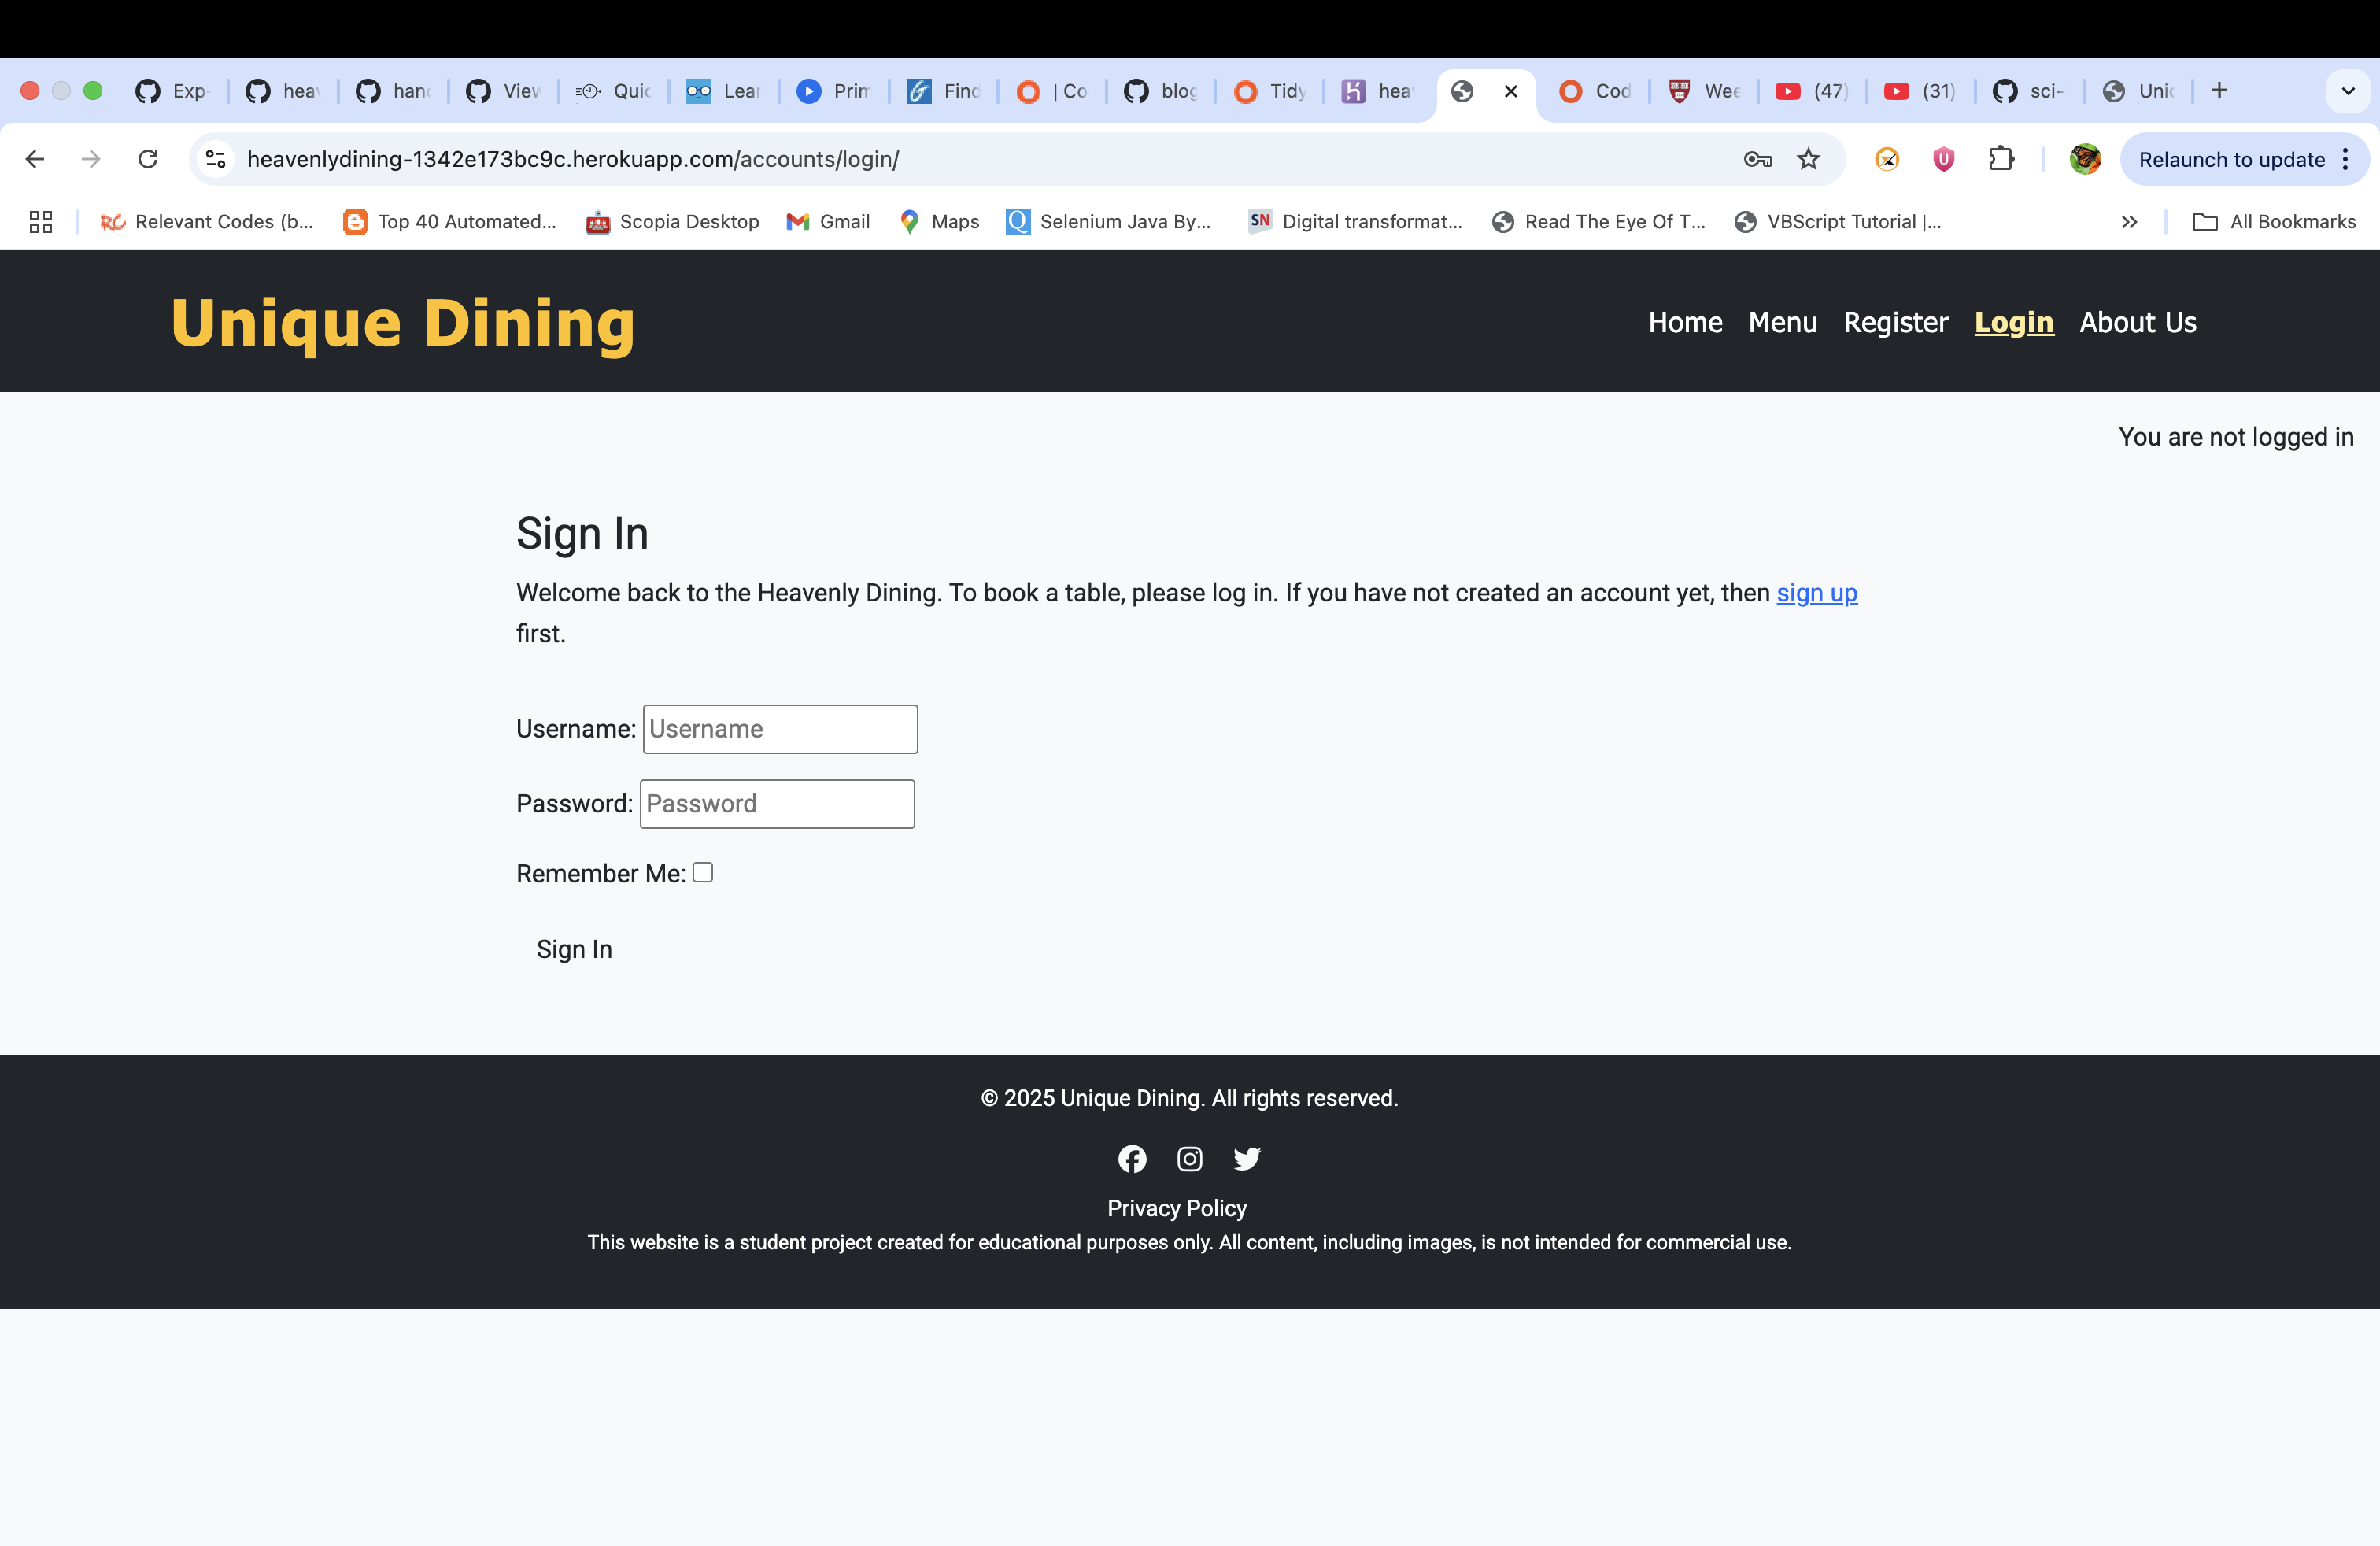 Exp hea han View Quic Lear Prim Find | Co blog Tidy hea Cod Wee (47) (31) sci- Uni
heavenlydining-1342e173bc9c.herokuapp.com/accounts/login/ Relaunch to update
Relevant Codes (b... Top 40 Automated... Scopia Desktop Gmail Maps Selenium Java By... SN Digital transformat... Read The Eye Of T... VBScript Tutorial |... All Bookmarks
Unique Dining Home Menu Register Login About Us
You are not logged in
Sign In
Welcome back to the Heavenly Dining. To book a table, please log in. If you have not created an account yet, then sign up
first.
Username: Username
Password: Password
Remember Me:
Sign In
© 2025 Unique Dining. All rights reserved.
Privacy Policy
This website is a student project created for educational purposes only. All content, including images, is not intended for commercial use.